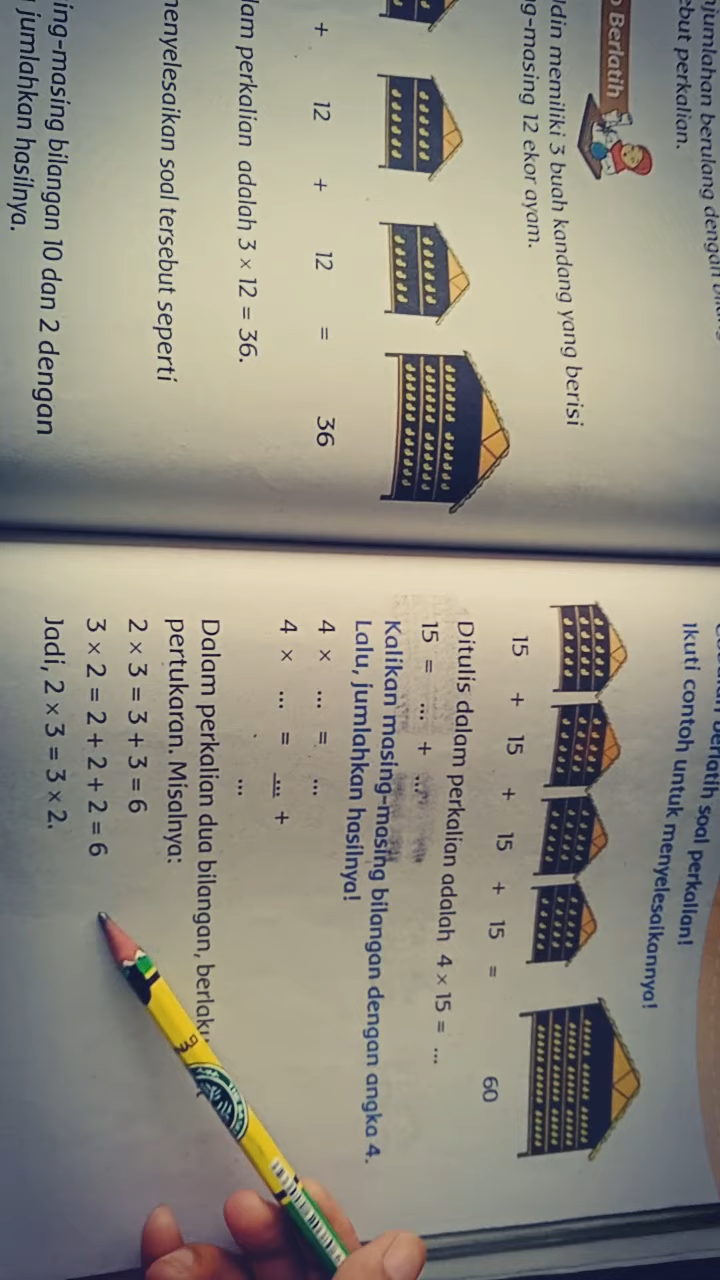 jumlahan berulang dengan
ebut perkalian.
Berlatih
din memiliki 3 buah kandang yang berisi
ng-masing 12 ekor ayam.
+ 12 + 12 = 36
lam perkalian adalah 3 × 12 = 36.
menyelesaikan soal tersebut seperti
ing-masing bilangan 10 dan 2 dengan
jumlahkan hasilnya.
berlatih soal perkalian!
Ikuti contoh untuk menyelesaikannya!
15 + 15 + 15 + 15 = 60
Ditulis dalam perkalian adalah 4 × 15 = ...
15 = ... + ...
Kalikan masing-masing bilangan dengan angka 4.
Lalu, jumlahkan hasilnya!
4 × ... = ...
4 × ... = ... +
...
Dalam perkalian dua bilangan, berlaku
pertukaran. Misalnya:
2 × 3 = 3 + 3 = 6
3 × 2 = 2 + 2 + 2 = 6
Jadi, 2 × 3 = 3 × 2.